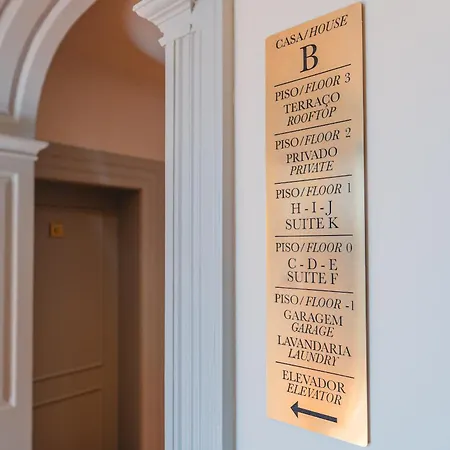 CASA/HOUSE
B
PISO/FLOOR 3
TERRAÇO
ROOFTOP
PISO/FLOOR 2
PRIVADO
PRIVATE
PISO/FLOOR 1
H - I - J
SUITE K
PISO/FLOOR 0
C - D - E
SUITE F
PISO/FLOOR -1
GARAGEM
GARAGE
LAVANDARIA
LAUNDRY
ELEVADOR
ELEVATOR